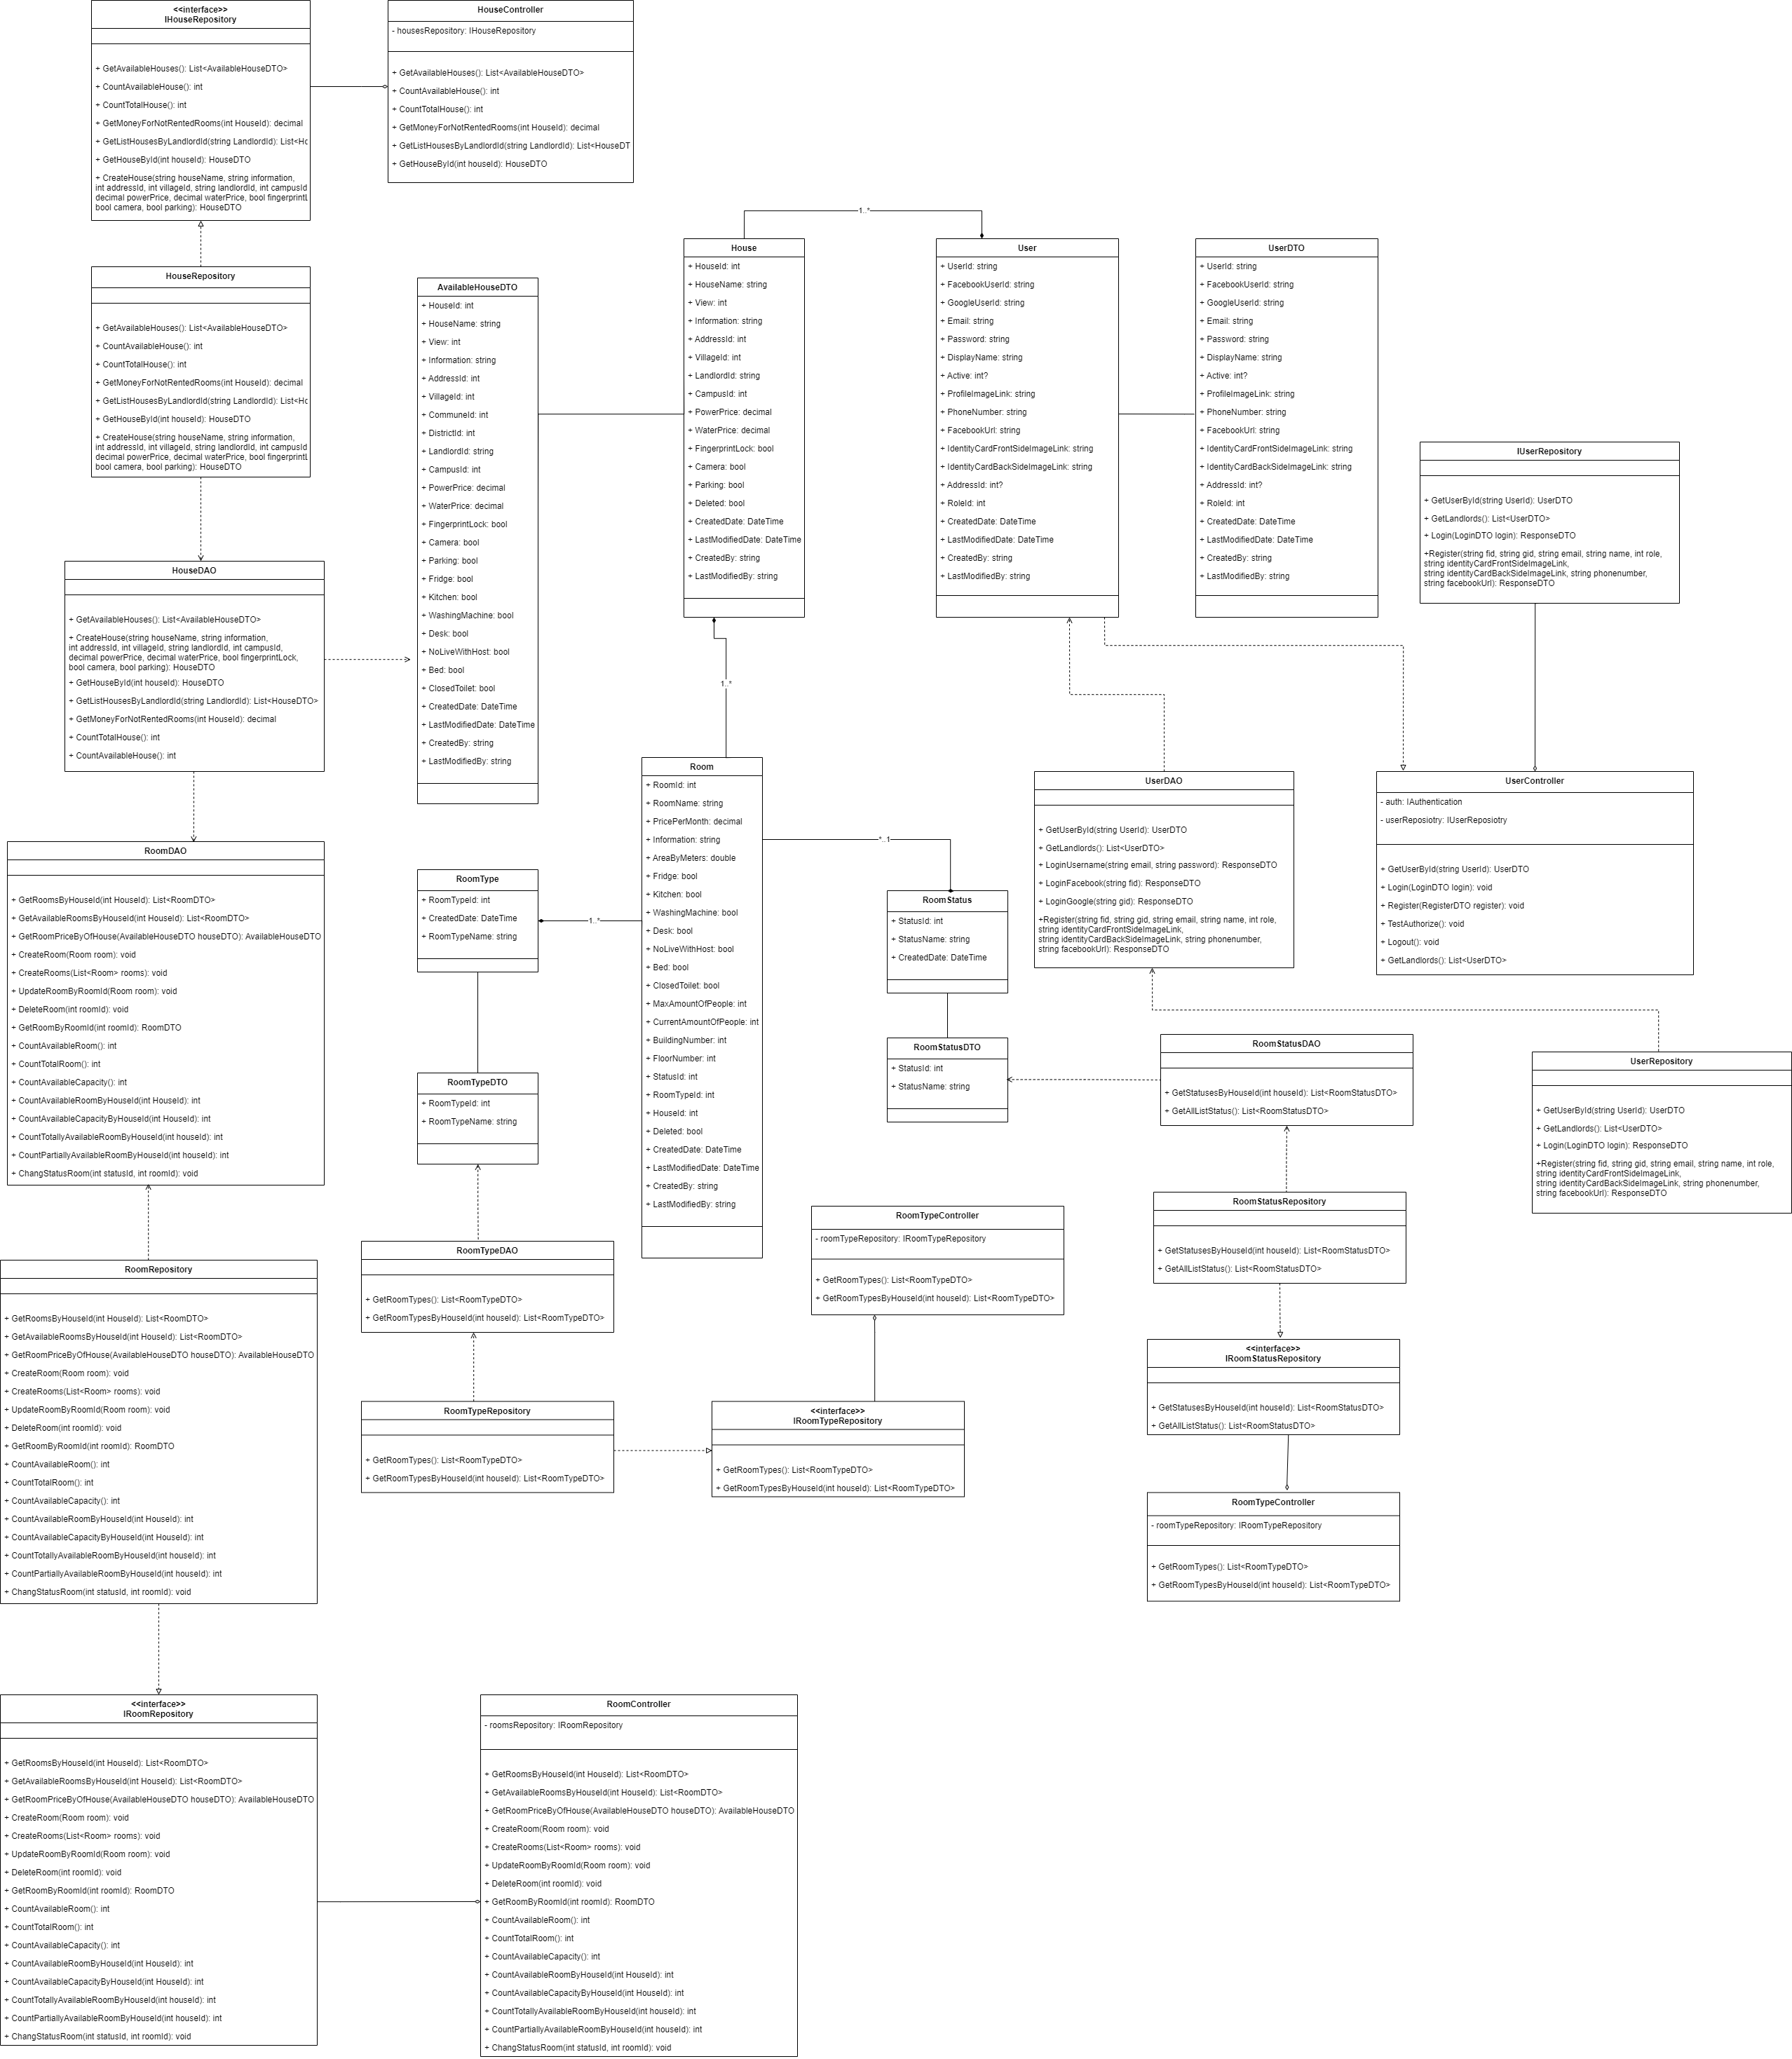 <<interface>>
IHouseRepository
+ GetAvailableHouses(): List<AvailableHouseDTO>
+ CountAvailableHouse(): int
+ CountTotalHouse(): int
+ GetMoneyForNotRentedRooms(int HouseId): decimal
+ GetListHousesByLandlordId(string LandlordId): List<Hc
+ GetHouseById(int houseId): HouseDTO
+ CreateHouse(string houseName, string information,
int addressId, int villageId, string landlordId, int campusId
decimal powerPrice, decimal waterPrice, bool fingerprintL
bool camera, bool parking): HouseDTO
HouseController
- housesRepository: IHouseRepository
+ GetAvailableHouses(): List<AvailableHouseDTO>
+ CountAvailableHouse(): int
+ CountTotalHouse(): int
+ GetMoneyForNotRentedRooms(int HouseId): decimal
+ GetListHousesByLandlordId(string LandlordId): List<HouseDT
+ GetHouseById(int houseId): HouseDTO
HouseRepository
+ GetAvailableHouses(): List<AvailableHouseDTO>
+ CountAvailableHouse(): int
+ CountTotalHouse(): int
+ GetMoneyForNotRentedRooms(int HouseId): decimal
+ GetListHousesByLandlordId(string LandlordId): List<Hc
+ GetHouseById(int houseId): HouseDTO
+ CreateHouse(string houseName, string information,
int addressId, int villageId, string landlordId, int campusId
decimal powerPrice, decimal waterPrice, bool fingerprintL
bool camera, bool parking): HouseDTO
AvailableHouseDTO
+ HouseId: int
+ HouseName: string
+ View: int
+ Information: string
+ AddressId: int
+ VillageId: int
+ CommuneId: int
+ DistrictId: int
+ LandlordId: string
+ CampusId: int
+ PowerPrice: decimal
+ WaterPrice: decimal
+ FingerprintLock: bool
+ Camera: bool
+ Parking: bool
+ Fridge: bool
+ Kitchen: bool
+ WashingMachine: bool
+ Desk: bool
+ NoLiveWithHost: bool
+ Bed: bool
+ ClosedToilet: bool
+ CreatedDate: DateTime
+ LastModifiedDate: DateTime
+ CreatedBy: string
+ LastModifiedBy: string
1..*
House
+ HouseId: int
+ HouseName: string
+ View: int
+ Information: string
+ AddressId: int
+ VillageId: int
+ LandlordId: string
+ CampusId: int
+ PowerPrice: decimal
+ WaterPrice: decimal
+ FingerprintLock: bool
+ Camera: bool
+ Parking: bool
+ Deleted: bool
+ CreatedDate: DateTime
+ LastModifiedDate: DateTime
+ CreatedBy: string
+ LastModifiedBy: string
User
+ UserId: string
+ FacebookUserId: string
+ GoogleUserId: string
+ Email: string
+ Password: string
+ DisplayName: string
+ Active: int?
+ ProfileImageLink: string
+ PhoneNumber: string
+ FacebookUrl: string
+ IdentityCardFrontSideImageLink: string
+ IdentityCardBackSideImageLink: string
+ AddressId: int?
+ RoleId: int
+ CreatedDate: DateTime
+ LastModifiedDate: DateTime
+ CreatedBy: string
+ LastModifiedBy: string
UserDTO
+ UserId: string
+ FacebookUserId: string
+ GoogleUserId: string
+ Email: string
+ Password: string
+ DisplayName: string
+ Active: int?
+ ProfileImageLink: string
+ PhoneNumber: string
+ FacebookUrl: string
+ IdentityCardFrontSideImageLink: string
+ IdentityCardBackSideImageLink: string
+ AddressId: int?
+ RoleId: int
+ CreatedDate: DateTime
+ LastModifiedDate: DateTime
+ CreatedBy: string
+ LastModifiedBy: string
IUserRepository
+ GetUserById(string UserId): UserDTO
+ GetLandlords(): List<UserDTO>
+ Login(LoginDTO login): ResponseDTO
+Register(string fid, string gid, string email, string name, int role,
string identityCardFrontSideImageLink,
string identityCardBackSideImageLink, string phonenumber,
string facebookUrl): ResponseDTO
HouseDAO
+ GetAvailableHouses(): List<AvailableHouseDTO>
+ CreateHouse(string houseName, string information,
int addressId, int villageId, string landlordId, int campusId,
decimal powerPrice, decimal waterPrice, bool fingerprintLock,
bool camera, bool parking): HouseDTO
+ GetHouseById(int houseId): HouseDTO
+ GetListHousesByLandlordId(string LandlordId): List<HouseDTO>
+ GetMoneyForNotRentedRooms(int HouseId): decimal
+ CountTotalHouse(): int
+ CountAvailableHouse(): int
1..*
Room
+ RoomId: int
+ RoomName: string
+ PricePerMonth: decimal
+ Information: string
+ AreaByMeters: double
+ Fridge: bool
+ Kitchen: bool
+ WashingMachine: bool
+ Desk: bool
+ NoLiveWithHost: bool
+ Bed: bool
+ ClosedToilet: bool
+ MaxAmountOfPeople: int
+ CurrentAmountOfPeople: int
+ BuildingNumber: int
+ FloorNumber: int
+ StatusId: int
+ RoomTypeId: int
+ HouseId: int
+ Deleted: bool
+ CreatedDate: DateTime
+ LastModifiedDate: DateTime
+ CreatedBy: string
+ LastModifiedBy: string
UserDAO
+ GetUserById(string UserId): UserDTO
+ GetLandlords(): List<UserDTO>
+ LoginUsername(string email, string password): ResponseDTO
+ LoginFacebook(string fid): ResponseDTO
+ LoginGoogle(string gid): ResponseDTO
+Register(string fid, string gid, string email, string name, int role,
string identityCardFrontSideImageLink,
string identityCardBackSideImageLink, string phonenumber,
string facebookUrl): ResponseDTO
UserController
- auth: IAuthentication
- userReposiotry: IUserReposiotry
+ GetUserById(string UserId): UserDTO
+ Login(LoginDTO login): void
+ Register(RegisterDTO register): void
+ TestAuthorize(): void
+ Logout(): void
+ GetLandlords(): List<UserDTO>
RoomDAO
+ GetRoomsByHouseId(int HouseId): List<RoomDTO>
+ GetAvailableRoomsByHouseId(int HouseId): List<RoomDTO>
+ GetRoomPriceByOfHouse(AvailableHouseDTO houseDTO): AvailableHouseDTO
+ CreateRoom(Room room): void
+ CreateRooms(List<Room> rooms): void
+ UpdateRoomByRoomId(Room room): void
+ DeleteRoom(int roomId): void
+ GetRoomByRoomId(int roomId): RoomDTO
+ CountAvailableRoom(): int
+ CountTotalRoom(): int
+ CountAvailableCapacity(): int
+ CountAvailableRoomByHouseId(int HouseId): int
+ CountAvailableCapacityByHouseId(int HouseId): int
+ CountTotallyAvailableRoomByHouseId(int houseId): int
+ CountPartiallyAvailableRoomByHouseId(int houseId): int
+ ChangStatusRoom(int statusId, int roomId): void
RoomType
+ RoomTypeId: int
+ CreatedDate: DateTime
+ RoomTypeName: string
1..*
*..1
RoomStatus
+ StatusId: int
+ StatusName: string
+ CreatedDate: DateTime
RoomStatusDTO
+ StatusId: int
+ StatusName: string
RoomStatusDAO
+ GetStatusesByHouseId(int houseId): List<RoomStatusDTO>
+ GetAllListStatus(): List<RoomStatusDTO>
UserRepository
+ GetUserById(string UserId): UserDTO
+ GetLandlords(): List<UserDTO>
+ Login(LoginDTO login): ResponseDTO
+Register(string fid, string gid, string email, string name, int role,
string identityCardFrontSideImageLink,
string identityCardBackSideImageLink, string phonenumber,
string facebookUrl): ResponseDTO
RoomTypeDTO
+ RoomTypeId: int
+ RoomTypeName: string
RoomTypeDAO
+ GetRoomTypes(): List<RoomTypeDTO>
+ GetRoomTypesByHouseId(int houseId): List<RoomTypeDTO>
RoomTypeController
- roomTypeRepository: IRoomTypeRepository
+ GetRoomTypes(): List<RoomTypeDTO>
+ GetRoomTypesByHouseId(int houseId): List<RoomTypeDTO>
RoomStatusRepository
+ GetStatusesByHouseId(int houseId): List<RoomStatusDTO>
+ GetAllListStatus(): List<RoomStatusDTO>
RoomRepository
+ GetRoomsByHouseId(int HouseId): List<RoomDTO>
+ GetAvailableRoomsByHouseId(int HouseId): List<RoomDTO>
+ GetRoomPriceByOfHouse(AvailableHouseDTO houseDTO): AvailableHouseDTO
+ CreateRoom(Room room): void
+ CreateRooms(List<Room> rooms): void
+ UpdateRoomByRoomId(Room room): void
+ DeleteRoom(int roomId): void
+ GetRoomByRoomId(int roomId): RoomDTO
+ CountAvailableRoom(): int
+ CountTotalRoom(): int
+ CountAvailableCapacity(): int
+ CountAvailableRoomByHouseId(int HouseId): int
+ CountAvailableCapacityByHouseId(int HouseId): int
+ CountTotallyAvailableRoomByHouseId(int houseId): int
+ CountPartiallyAvailableRoomByHouseId(int houseId): int
+ ChangStatusRoom(int statusId, int roomId): void
RoomTypeRepository
+ GetRoomTypes(): List<RoomTypeDTO>
+ GetRoomTypesByHouseId(int houseId): List<RoomTypeDTO>
<<interface>>
IRoomTypeRepository
+ GetRoomTypes(): List<RoomTypeDTO>
+ GetRoomTypesByHouseId(int houseId): List<RoomTypeDTO>
<<interface>>
IRoomStatusRepository
+ GetStatusesByHouseId(int houseId): List<RoomStatusDTO>
+ GetAllListStatus(): List<RoomStatusDTO>
RoomTypeController
- roomTypeRepository: IRoomTypeRepository
+ GetRoomTypes(): List<RoomTypeDTO>
+ GetRoomTypesByHouseId(int houseId): List<RoomTypeDTO>
<<interface>>
IRoomRepository
+ GetRoomsByHouseId(int HouseId): List<RoomDTO>
+ GetAvailableRoomsByHouseId(int HouseId): List<RoomDTO>
+ GetRoomPriceByOfHouse(AvailableHouseDTO houseDTO): AvailableHouseDTO
+ CreateRoom(Room room): void
+ CreateRooms(List<Room> rooms): void
+ UpdateRoomByRoomId(Room room): void
+ DeleteRoom(int roomId): void
+ GetRoomByRoomId(int roomId): RoomDTO
+ CountAvailableRoom(): int
+ CountTotalRoom(): int
+ CountAvailableCapacity(): int
+ CountAvailableRoomByHouseId(int HouseId): int
+ CountAvailableCapacityByHouseId(int HouseId): int
+ CountTotallyAvailableRoomByHouseId(int houseId): int
+ CountPartiallyAvailableRoomByHouseId(int houseId): int
+ ChangStatusRoom(int statusId, int roomId): void
RoomController
- roomsRepository: IRoomRepository
+ GetRoomsByHouseId(int HouseId): List<RoomDTO>
+ GetAvailableRoomsByHouseId(int HouseId): List<RoomDTO>
+ GetRoomPriceByOfHouse(AvailableHouseDTO houseDTO): AvailableHouseDTO
+ CreateRoom(Room room): void
+ CreateRooms(List<Room> rooms): void
+ UpdateRoomByRoomId(Room room): void
+ DeleteRoom(int roomId): void
+ GetRoomByRoomId(int roomId): RoomDTO
+ CountAvailableRoom(): int
+ CountTotalRoom(): int
+ CountAvailableCapacity(): int
+ CountAvailableRoomByHouseId(int HouseId): int
+ CountAvailableCapacityByHouseId(int HouseId): int
+ CountTotallyAvailableRoomByHouseId(int houseId): int
+ CountPartiallyAvailableRoomByHouseId(int houseId): int
+ ChangStatusRoom(int statusId, int roomId): void